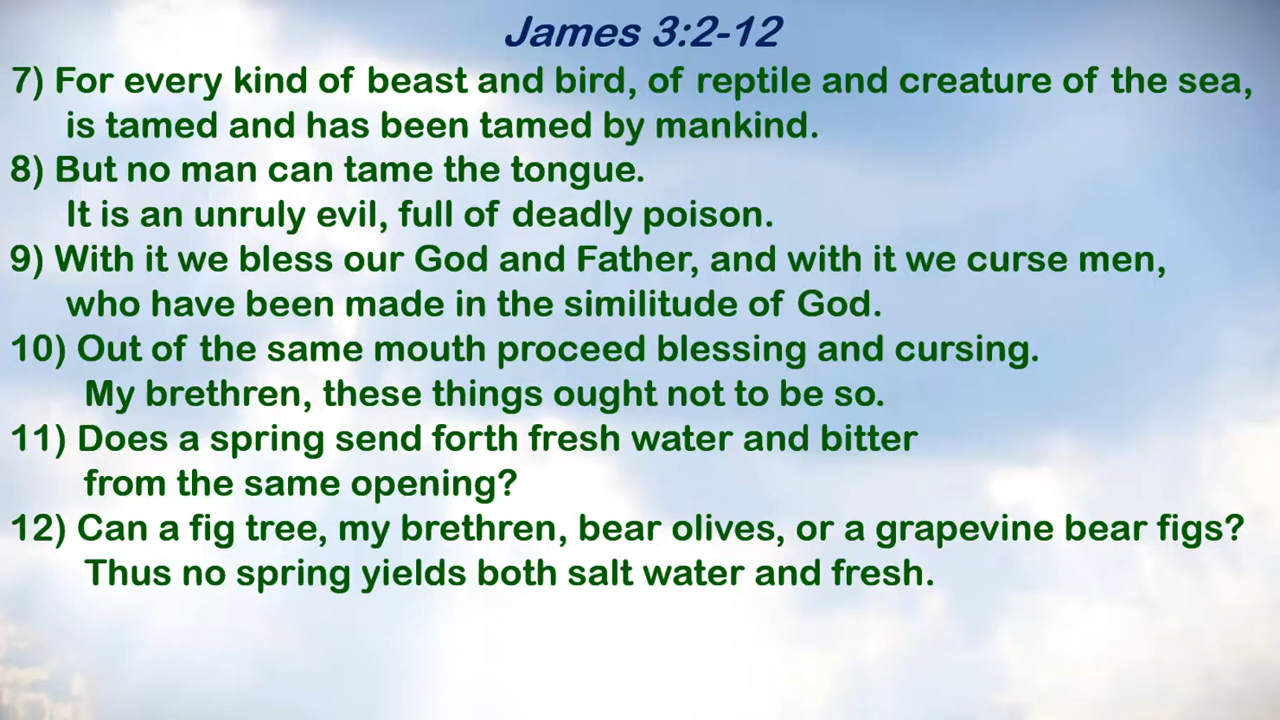 James 3:2-12
7) For every kind of beast and bird, of reptile and creature of the sea,
is tamed and has been tamed by mankind.
8) But no man can tame the tongue.
It is an unruly evil, full of deadly poison.
9) With it we bless our God and Father, and with it we curse men,
who have been made in the similitude of God.
10) Out of the same mouth proceed blessing and cursing.
My brethren, these things ought not to be so.
11) Does a spring send forth fresh water and bitter
from the same opening?
12) Can a fig tree, my brethren, bear olives, or a grapevine bear figs?
Thus no spring yields both salt water and fresh.